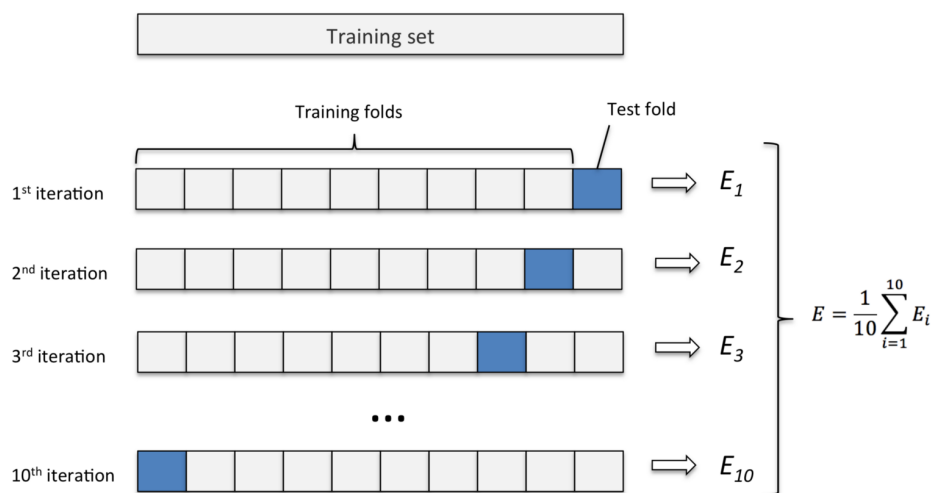 Training set
Training folds
Test fold
1st iteration
E1
2nd iteration
E2
3rd iteration
E3
E = 1/10 ∑ i=1 10 Ei
...
10th iteration
E10